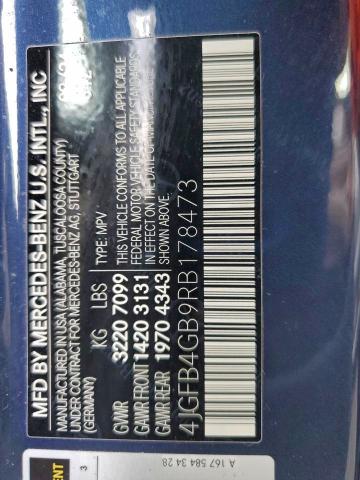 MFD BY MERCEDES-BENZ U.S. INTL., INC
MANUFACTURED IN USA (ALABAMA, TUSCALOOSA COUNTY)
UNDER CONTRACT FOR MERCEDES-BENZ AG, STUTTGART
(GERMANY)
KG LBS TYPE: MPV
GAWR 3220 7099 THIS VEHICLE CONFORMS TO ALL APPLICABLE
GAWR FRONT 1420 3131 FEDERAL MOTOR VEHICLE SAFETY STANDARDS
GAWR REAR 1970 4343 IN EFFECT ON THE DATE OF
SHOWN ABOVE.
4JGFB4GB9RB178473
A 167 584 34 28
3